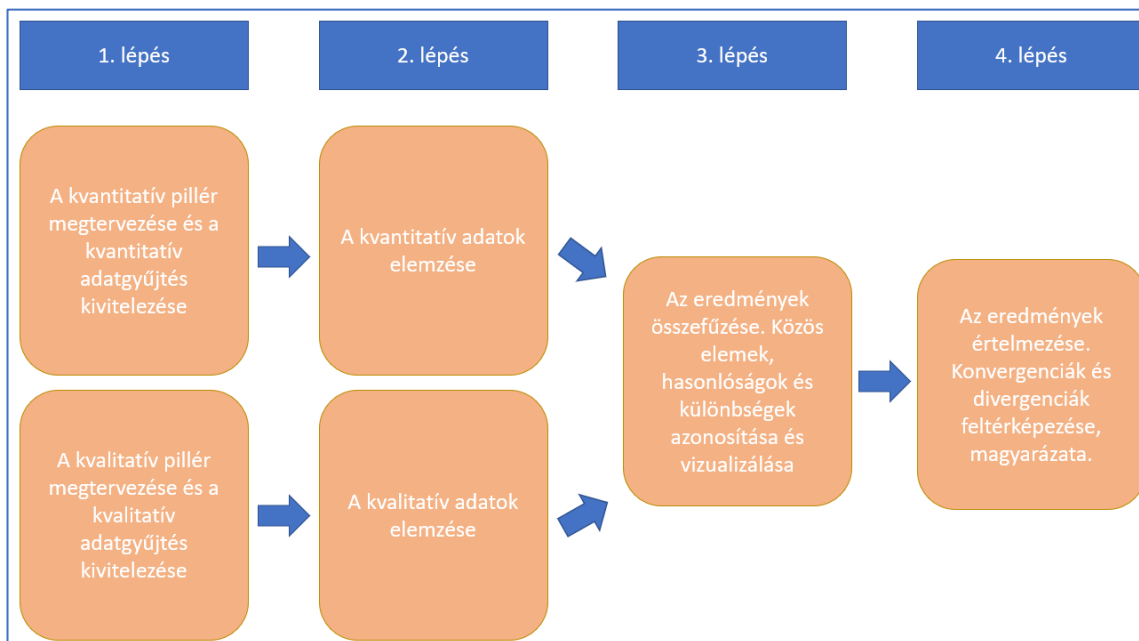 1. lépés
2. lépés
3. lépés
4. lépés
A kvantitatív pillér
megtervezése és a
kvantitatív
adatgyűjtés
kivitelezése
A kvantitatív adatok
elemzése
Az eredmények
összefűzése. Közös
elemek,
hasonlóságok és
különbségek
azonosítása és
vizualizálása
Az eredmények
értelmezése.
Konvergenciák és
divergenciák
feltérképezése,
magyarázata.
A kvalitatív pillér
megtervezése és a
kvalitatív
adatgyűjtés
kivitelezése
A kvalitatív adatok
elemzése